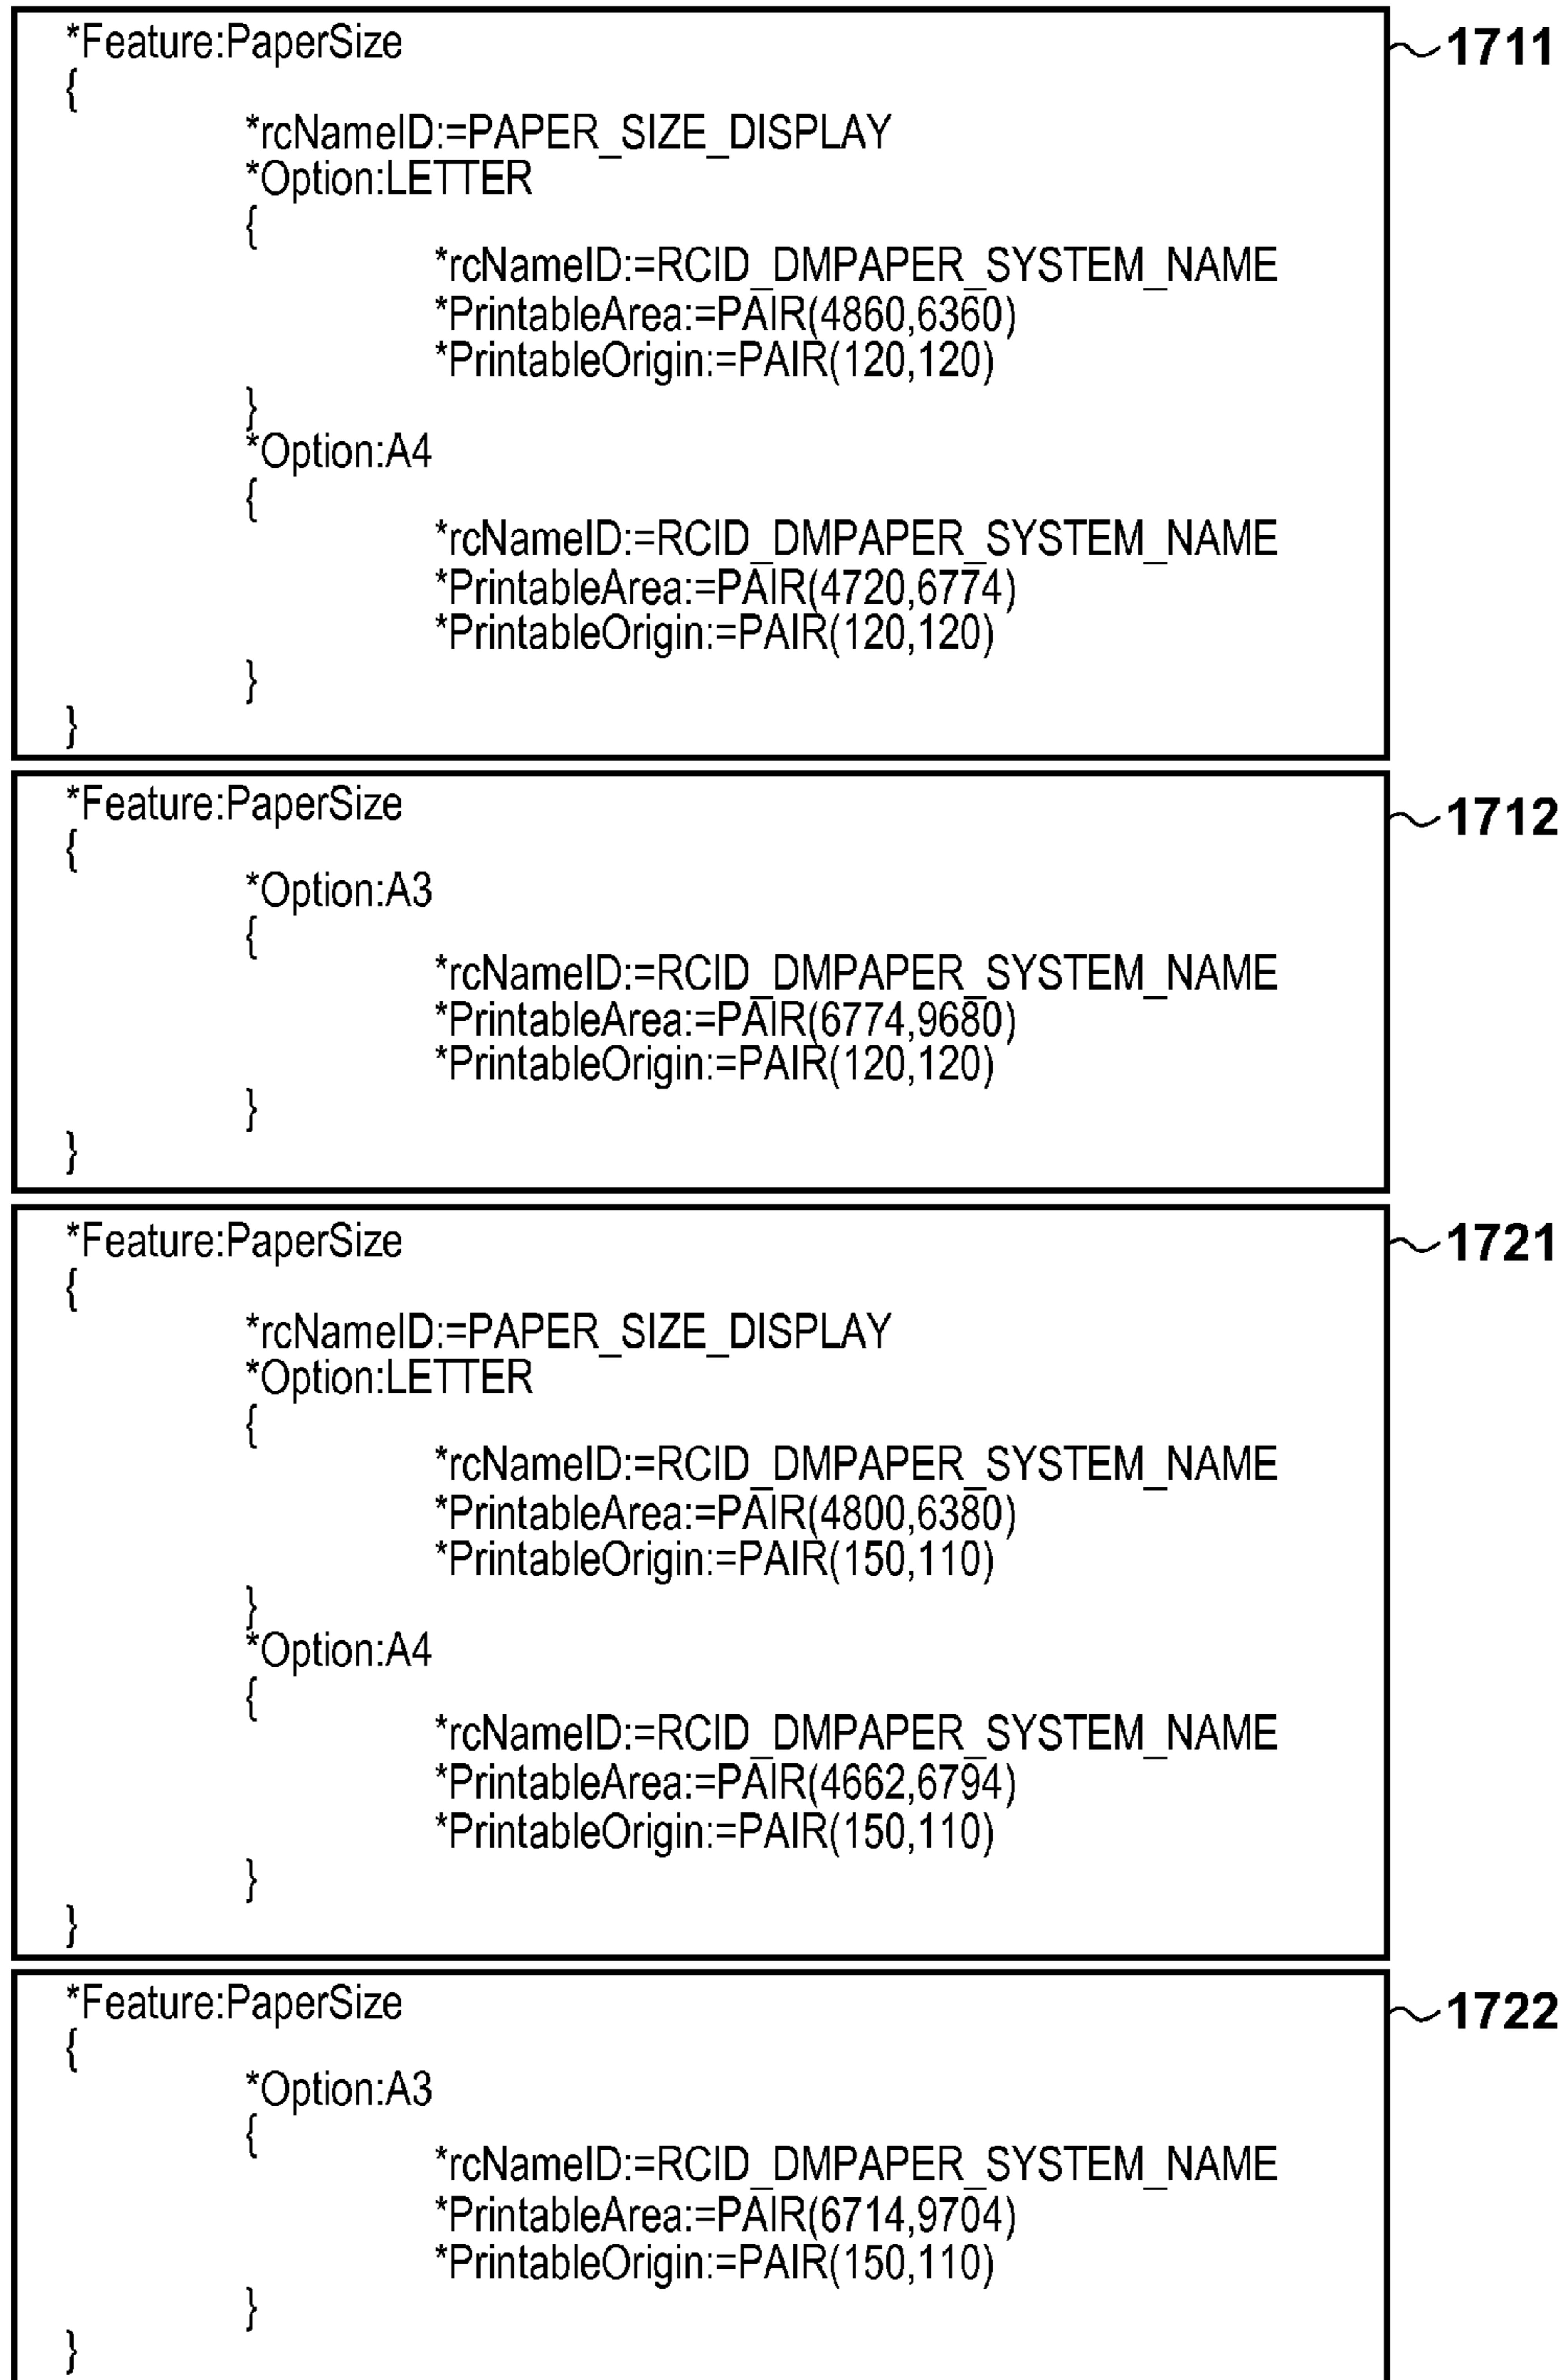 *Feature:PaperSize 1711
{
*rcNameID:=PAPER_SIZE_DISPLAY
*Option:LETTER
{
*rcNameID:=RCID_DMPAPER_SYSTEM_NAME
*PrintableArea:=PAIR(4860,6360)
*PrintableOrigin:=PAIR(120,120)
}
*Option:A4
{
*rcNameID:=RCID_DMPAPER_SYSTEM_NAME
*PrintableArea:=PAIR(4720,6774)
*PrintableOrigin:=PAIR(120,120)
}
}
*Feature:PaperSize 1712
{
*Option:A3
{
*rcNameID:=RCID_DMPAPER_SYSTEM_NAME
*PrintableArea:=PAIR(6774,9680)
*PrintableOrigin:=PAIR(120,120)
}
}
*Feature:PaperSize 1721
{
*rcNameID:=PAPER_SIZE_DISPLAY
*Option:LETTER
{
*rcNameID:=RCID_DMPAPER_SYSTEM_NAME
*PrintableArea:=PAIR(4800,6380)
*PrintableOrigin:=PAIR(150,110)
}
*Option:A4
{
*rcNameID:=RCID_DMPAPER_SYSTEM_NAME
*PrintableArea:=PAIR(4662,6794)
*PrintableOrigin:=PAIR(150,110)
}
}
*Feature:PaperSize 1722
{
*Option:A3
{
*rcNameID:=RCID_DMPAPER_SYSTEM_NAME
*PrintableArea:=PAIR(6714,9704)
*PrintableOrigin:=PAIR(150,110)
}
}